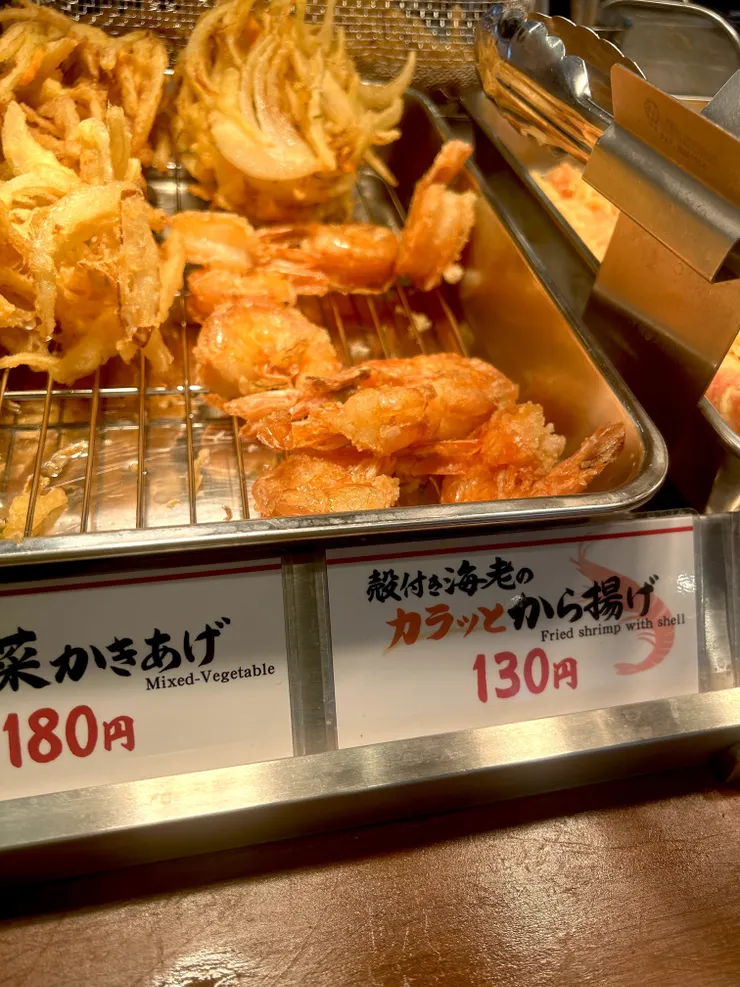 菜かきあげ
Mixed-Vegetable
180円
殻付き海老の
カラッとから揚げ
Fried shrimp with shell
130円